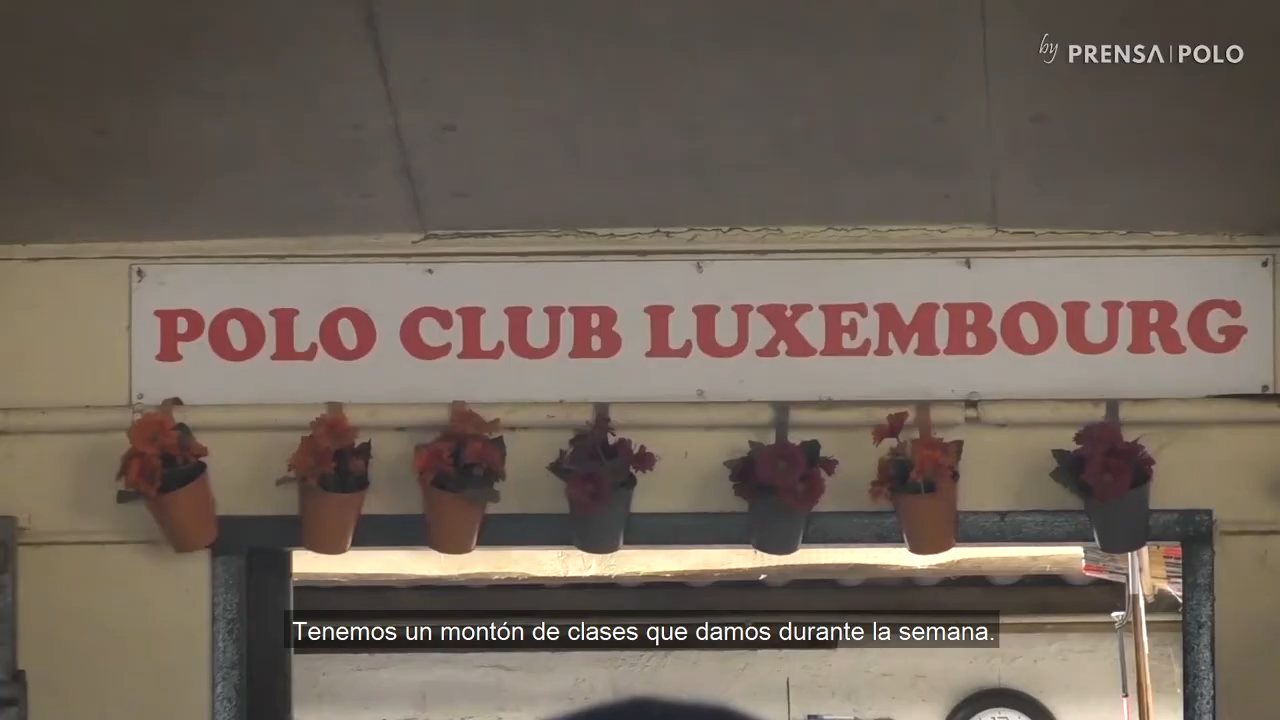 by PRENSA|POLO
POLO CLUB LUXEMBOURG
Tenemos un montón de clases que damos durante la semana.